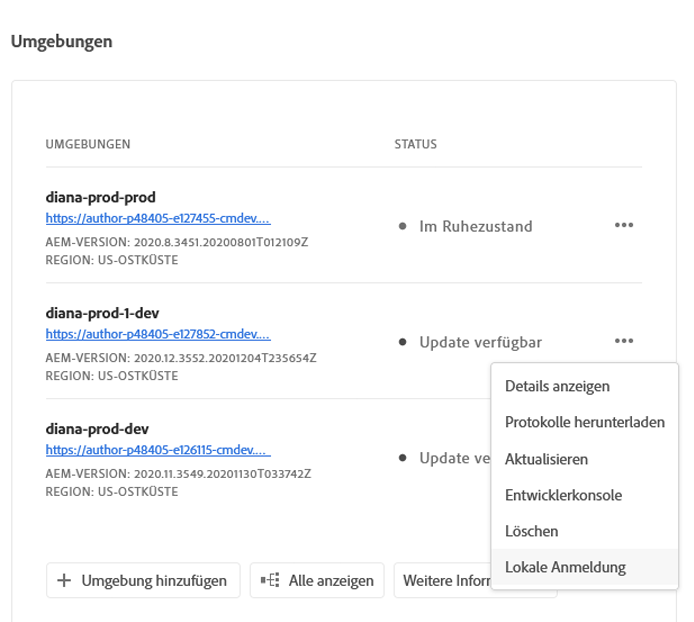 Umgebungen
UMGEBUNGEN STATUS
diana-prod-prod
https://author-p48405-e127455-cmdev....
Im Ruhezustand
AEM-VERSION: 2020.8.3451.20200801T012109Z
REGION: US-OSTKÜSTE
diana-prod-1-dev
https://author-p48405-e127852-cmdev....
Update verfügbar
AEM-VERSION: 2020.12.3552.20201204T235654Z
REGION: US-OSTKÜSTE
diana-prod-dev
https://author-p48405-e126115-cmdev....
Update ve
AEM-VERSION: 2020.11.3549.20201130T033742Z
REGION: US-OSTKÜSTE
Details anzeigen
Protokolle herunterladen
Aktualisieren
Entwicklerkonsole
Löschen
Lokale Anmeldung
Umgebung hinzufügen Alle anzeigen Weitere Infor